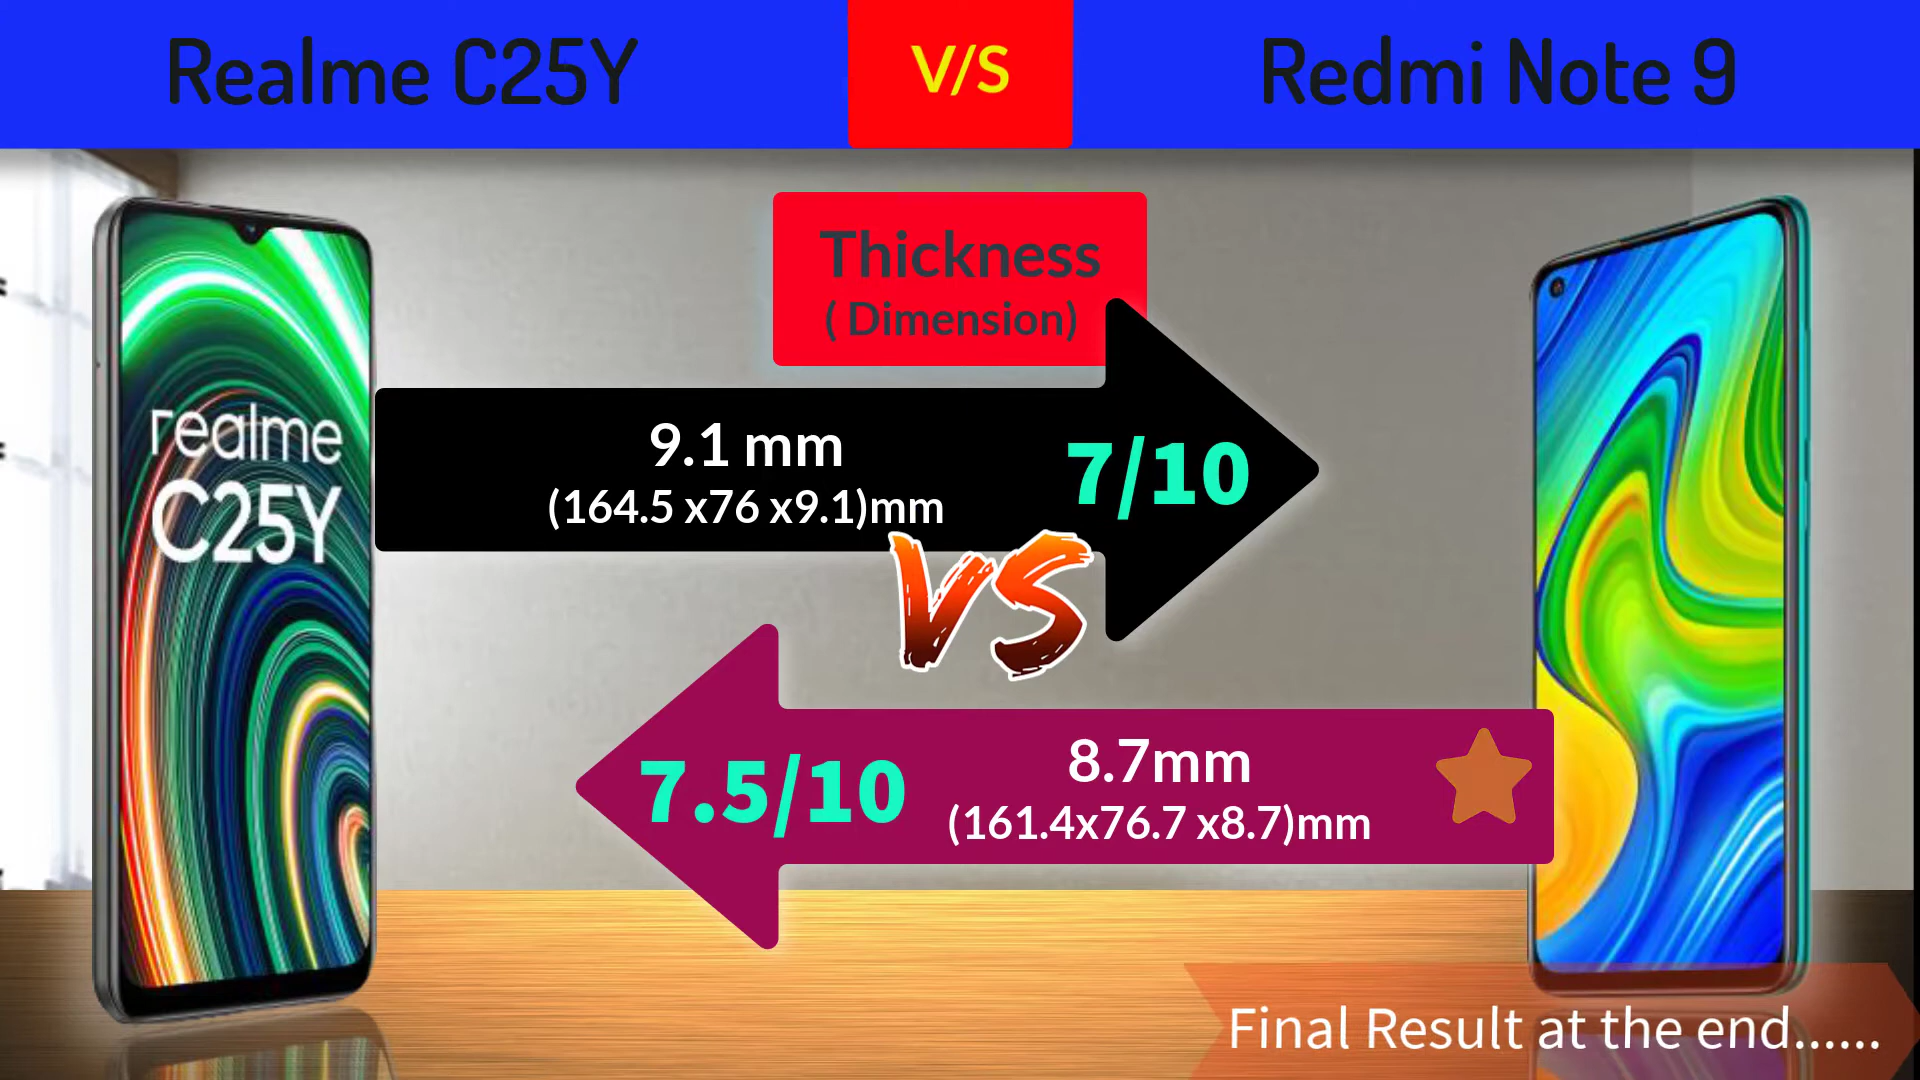 Realme C25Y
V/S
Redmi Note 9
Thickness
( Dimension)
realme
C25Y
9.1 mm
(164.5 x76 x9.1)mm
7/10
VS
7.5/10
8.7mm
(161.4x76.7 x8.7)mm
Final Result at the end......